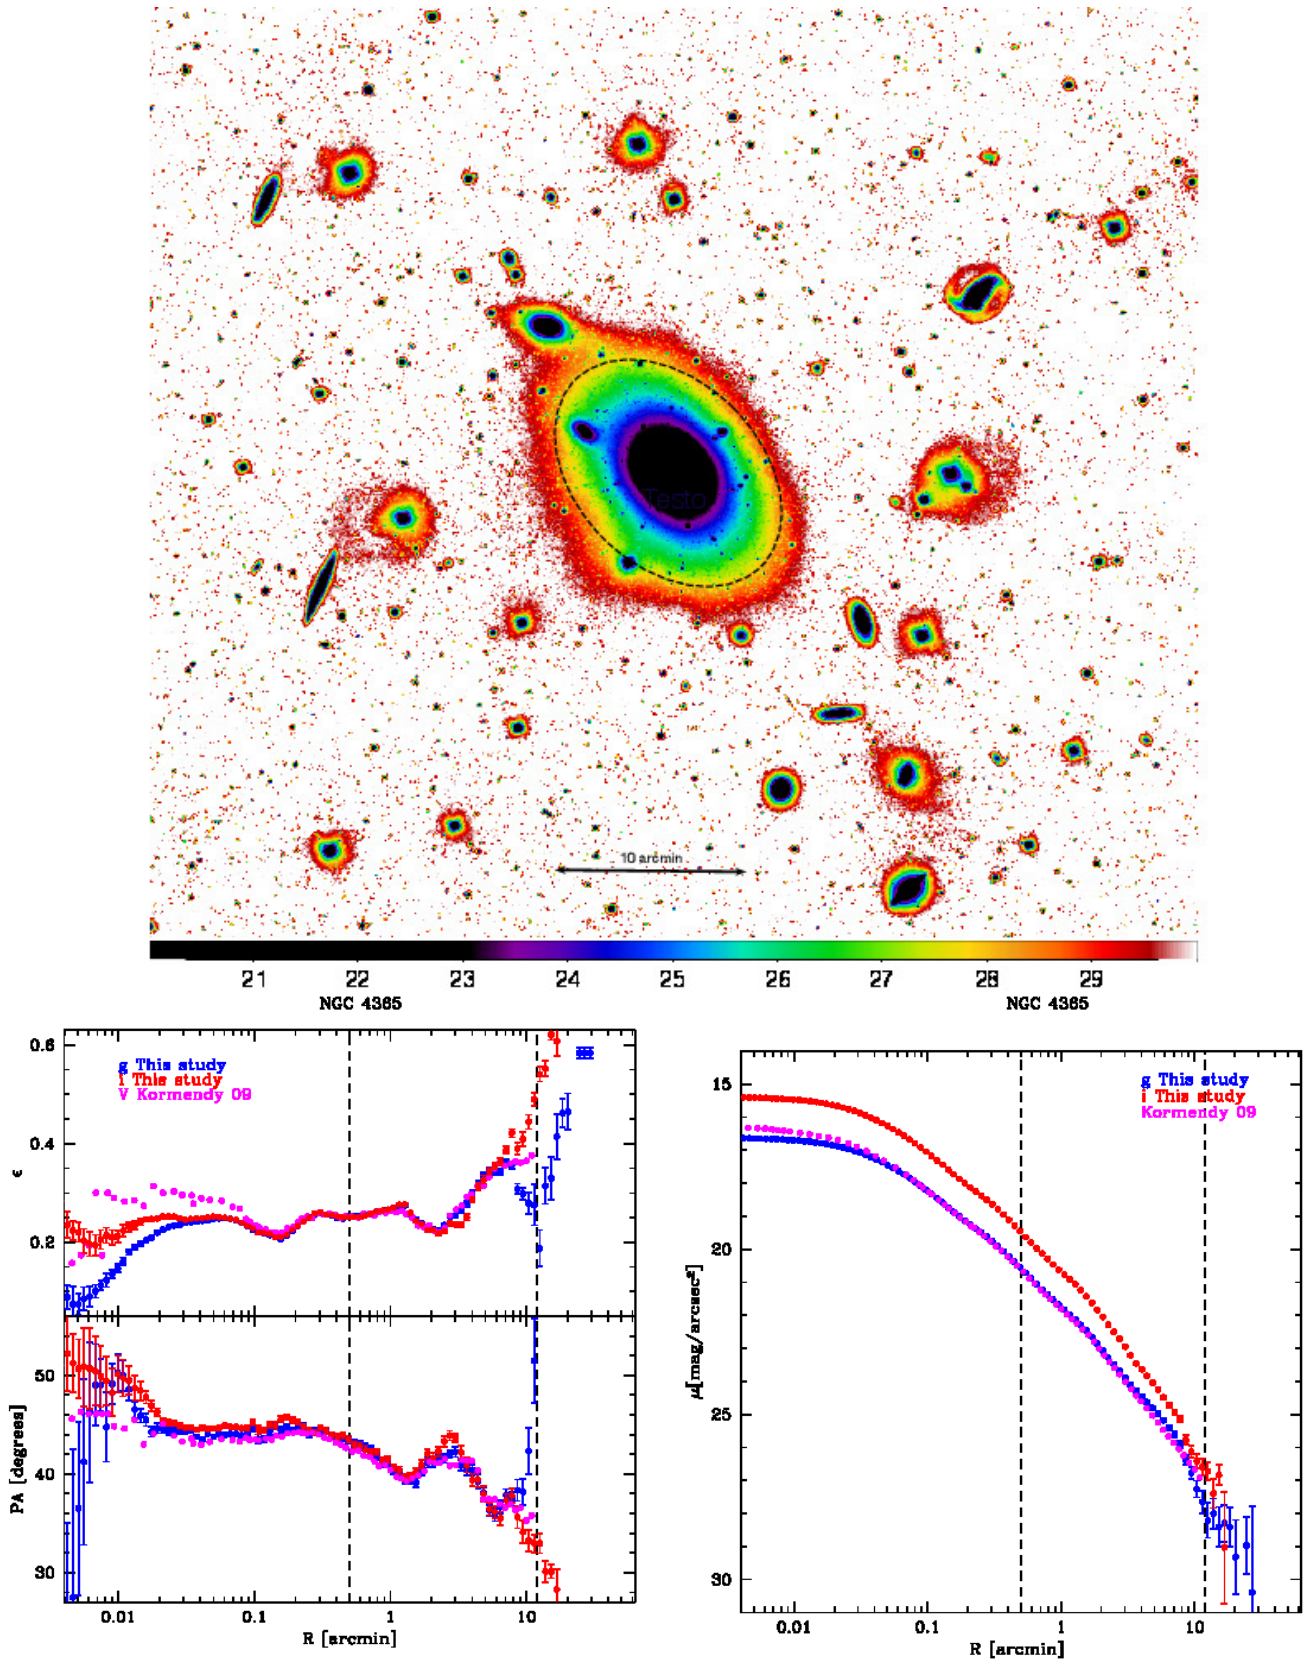 Testo
10 arcmin
21 22 23 24 25 26 27 28 29
NGC 4365 NGC 4365
0.6
0.4
0.2
ϵ
g This study
i This study
V Kormendy 09
50
40
30
PA [degrees]
0.01 0.1 1 10
R [arcmin]
15
20
25
30
μ[mag/arcsec²]
g This study
i This study
Kormendy 09
0.01 0.1 1 10
R [arcmin]